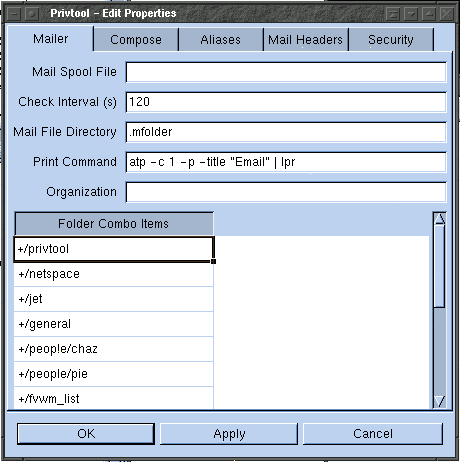 Privtool - Edit Properties
Mailer Compose Aliases Mail Headers Security
Mail Spool File
Check Interval (s) 120
Mail File Directory .mfolder
Print Command atp -c 1 -p -title "Email" | lpr
Organization
Folder Combo Items
+/privtool
+/netspace
+/jet
+/general
+/people/chaz
+/people/pie
+/fvwm_list
OK Apply Cancel